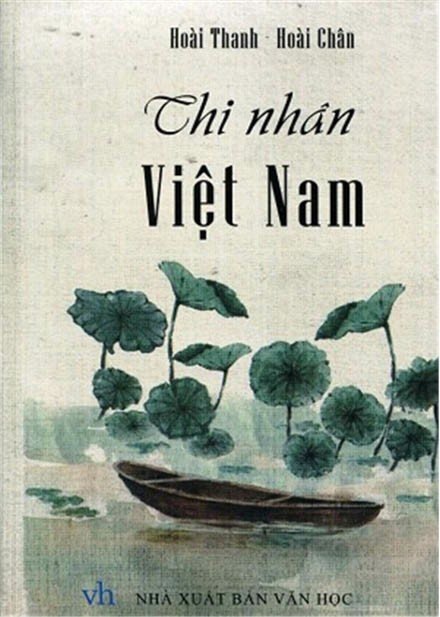 Hoài Thanh - Hoài Chân
Thi nhân
Việt Nam
vh NHÀ XUẤT BẢN VĂN HỌC